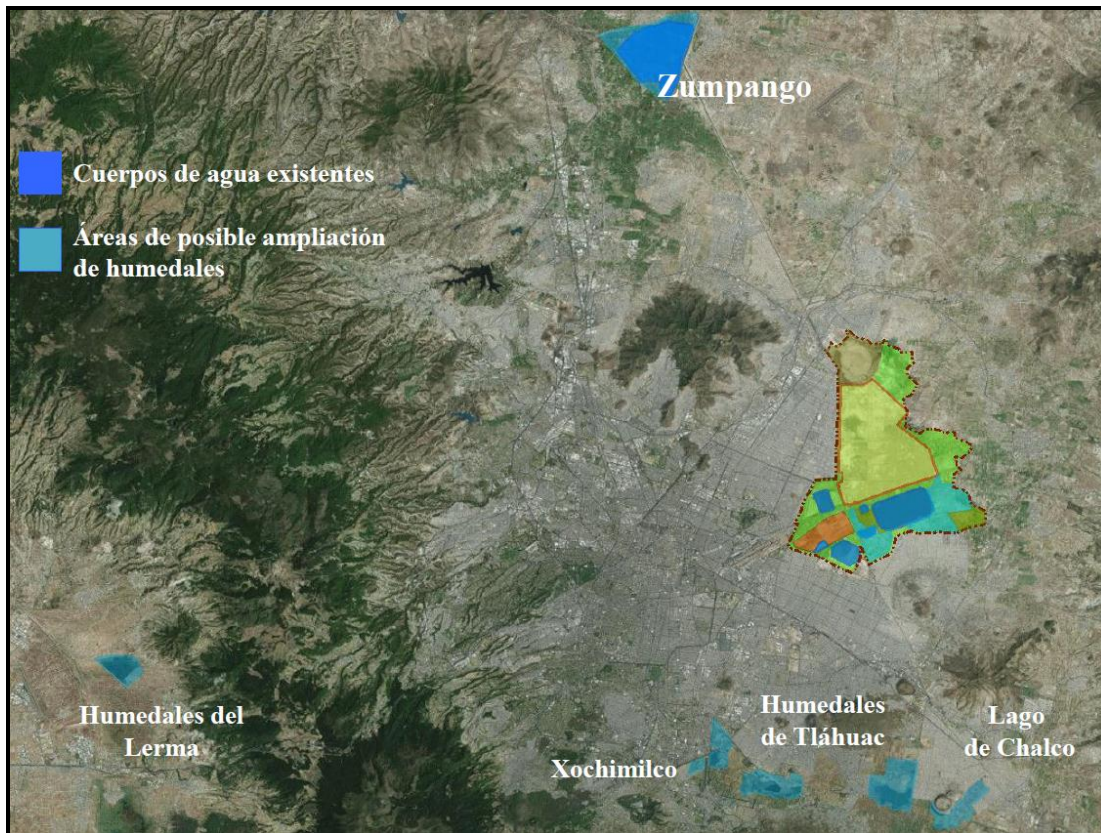 Zumpango
Cuerpos de agua existentes
Áreas de posible ampliación
de humedales
Humedales del
Lerma
Xochimilco
Humedales
de Tláhuac
Lago
de Chalco